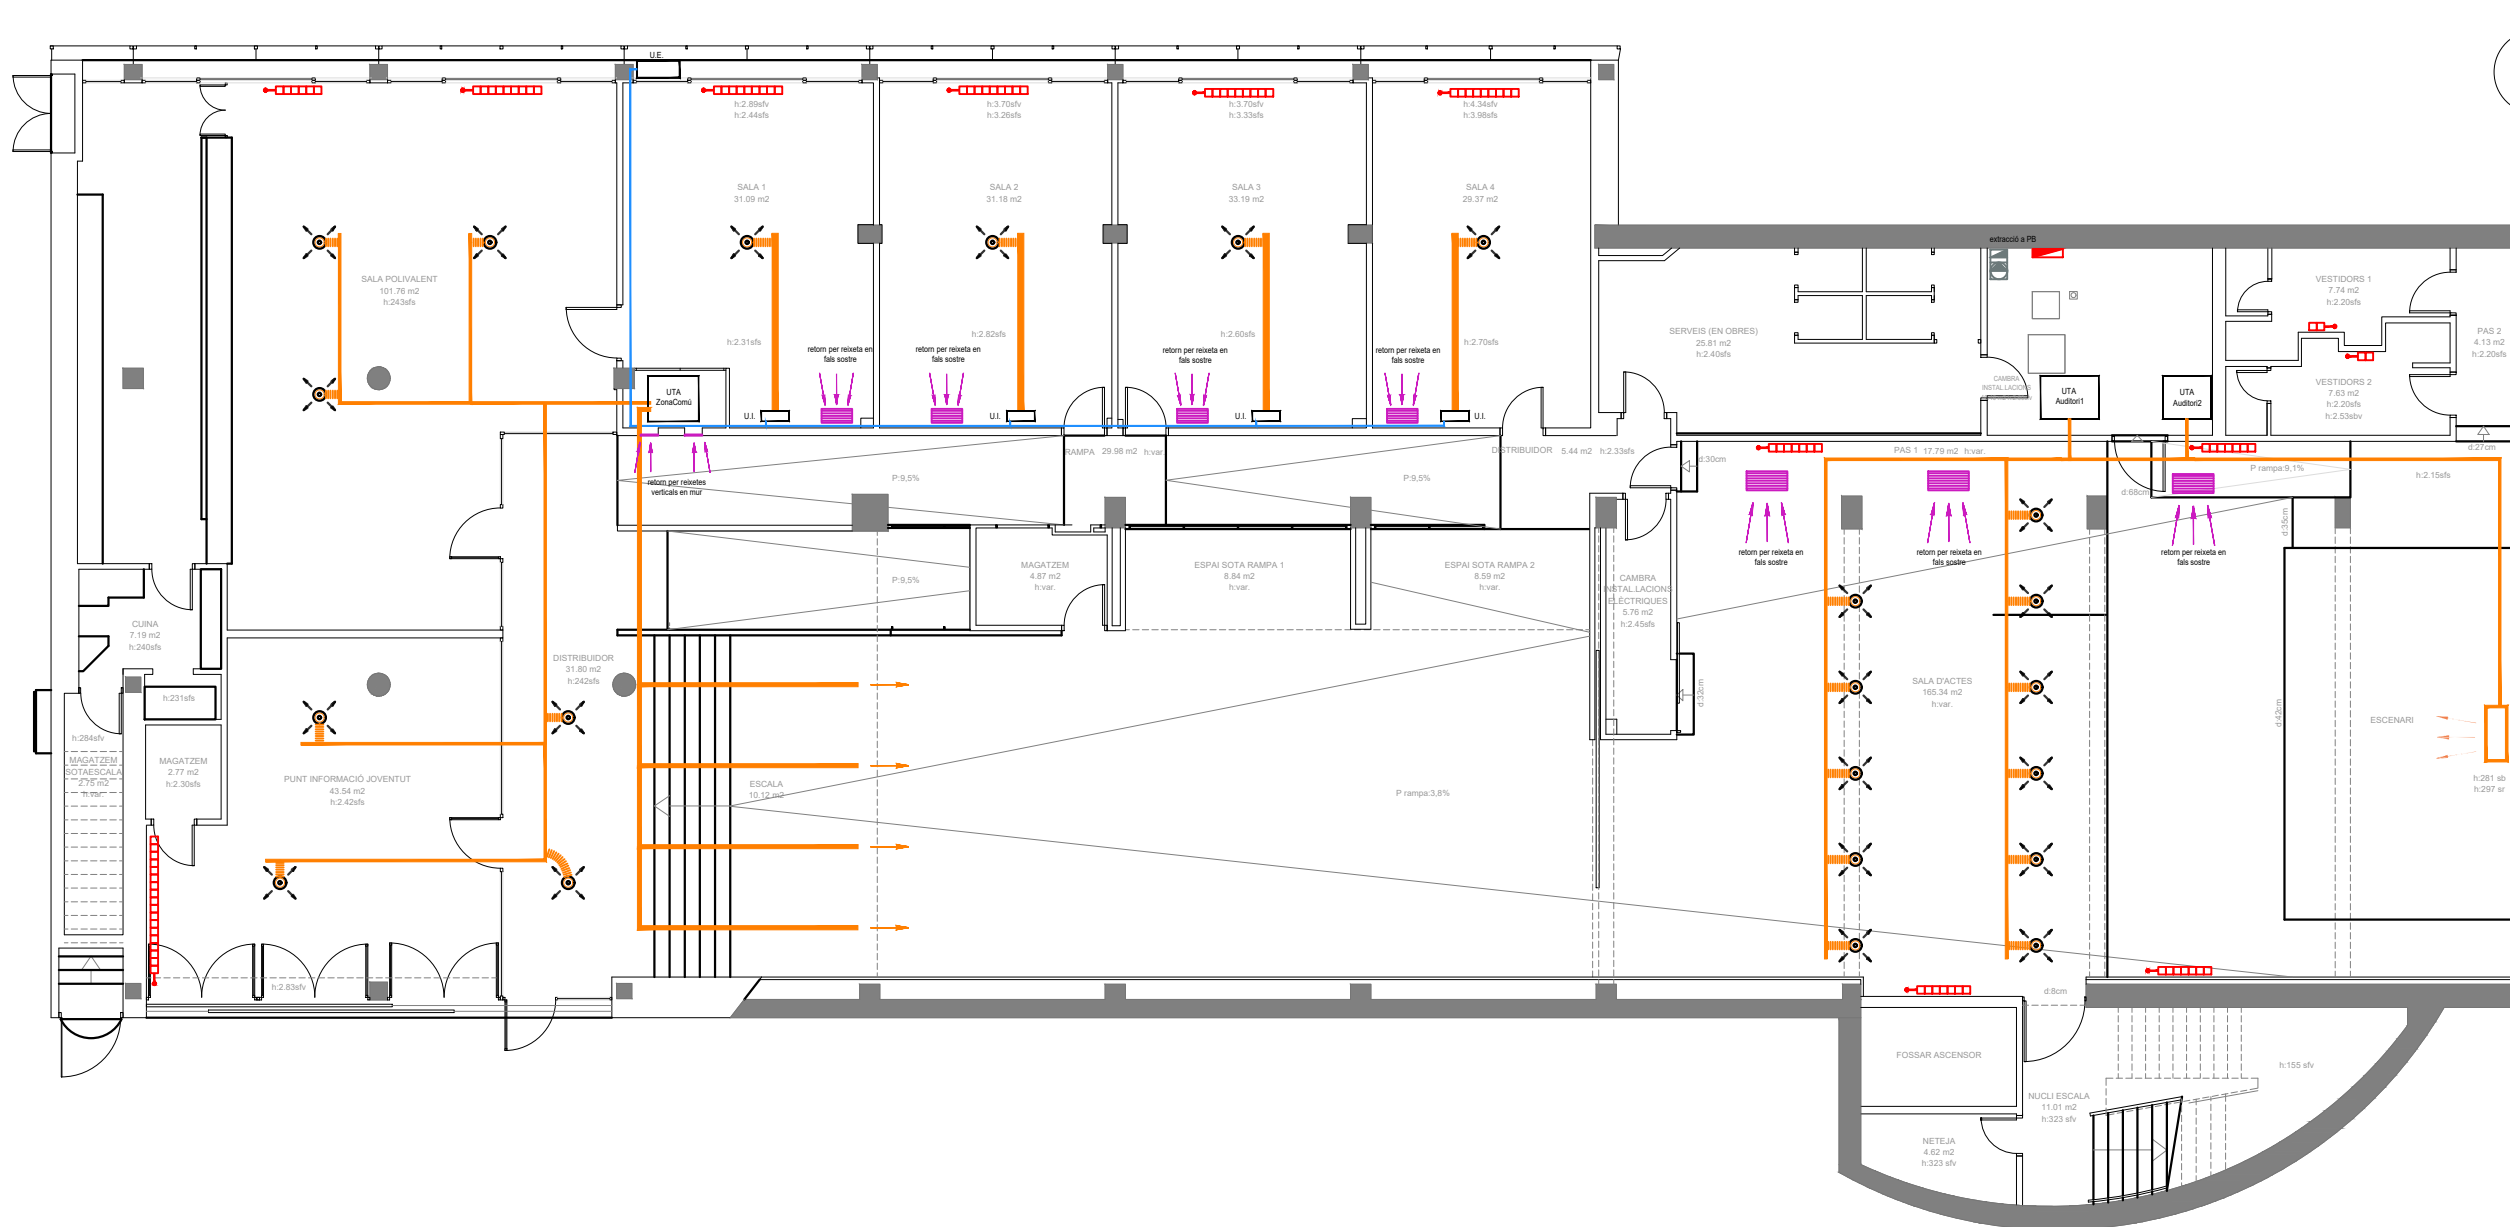 U.E.
h:2.89sfv
h:2.44sfs
h:3.70sfv
h:3.26sfs
h:3.70sfv
h:3.33sfs
h:4.34sfv
h:3.98sfs
SALA 1
31.09 m2
SALA 2
31.18 m2
SALA 3
33.19 m2
SALA 4
29.37 m2
extracció a PB
SALA POLIVALENT
101.76 m2
h:243sfs
VESTIDORS 1
7.74 m2
h:2.20sfs
SERVEIS (EN OBRES)
25.81 m2
h:2.40sfs
PAS 2
4.13 m2
h:2.20sfs
h:2.31sfs
h:2.82sfs
h:2.60sfs
h:2.70sfs
retorn per reixeta en
fals sostre
retorn per reixeta en
fals sostre
retorn per reixeta en
fals sostre
retorn per reixeta en
fals sostre
UTA
ZonaComú
CAMBRA
INSTAL.LACIONS
UTA
Auditori1
UTA
Auditori2
VESTIDORS 2
7.63 m2
h:2.20sfs
h:2.53sbv
U.I.
U.I.
U.I.
U.I.
RAMPA 29.98 m2 h:var.
DISTRIBUIDOR 5.44 m2 h:2.33sfs
PAS 1 17.79 m2 h:var.
d:27cm
d:30cm
P rampa:9,1%
h:2.15sfs
P:9,5%
P:9,5%
retorn per reixetes
verticals en mur
d:68cm
d:35cm
retorn per reixeta en
fals sostre
retorn per reixeta en
fals sostre
retorn per reixeta en
fals sostre
P:9,5%
MAGATZEM
4.87 m2
h:var.
ESPAI SOTA RAMPA 1
8.84 m2
h:var.
ESPAI SOTA RAMPA 2
8.59 m2
h:var.
CAMBRA
INSTAL.LACIONS
ELÈCTRIQUES
5.76 m2
h:2.45sfs
CUINA
7.19 m2
h:240sfs
DISTRIBUIDOR
31.80 m2
h:242sfs
h:231sfs
d:32cm
SALA D'ACTES
165.34 m2
h:var.
d:42cm
ESCENARI
h:284sfv
MAGATZEM
SOTAESCALA
2.75 m2
h:var.
MAGATZEM
2.77 m2
h:2.30sfs
PUNT INFORMACIÓ JOVENTUT
43.54 m2
h:2.42sfs
ESCALA
10.12 m2
P rampa:3,8%
h:281 sb
h:297 sr
h:2.83sfv
d:8cm
FOSSAR ASCENSOR
h:155 sfv
NUCLI ESCALA
11.01 m2
h:323 sfv
NETEJA
4.62 m2
h:323 sfv